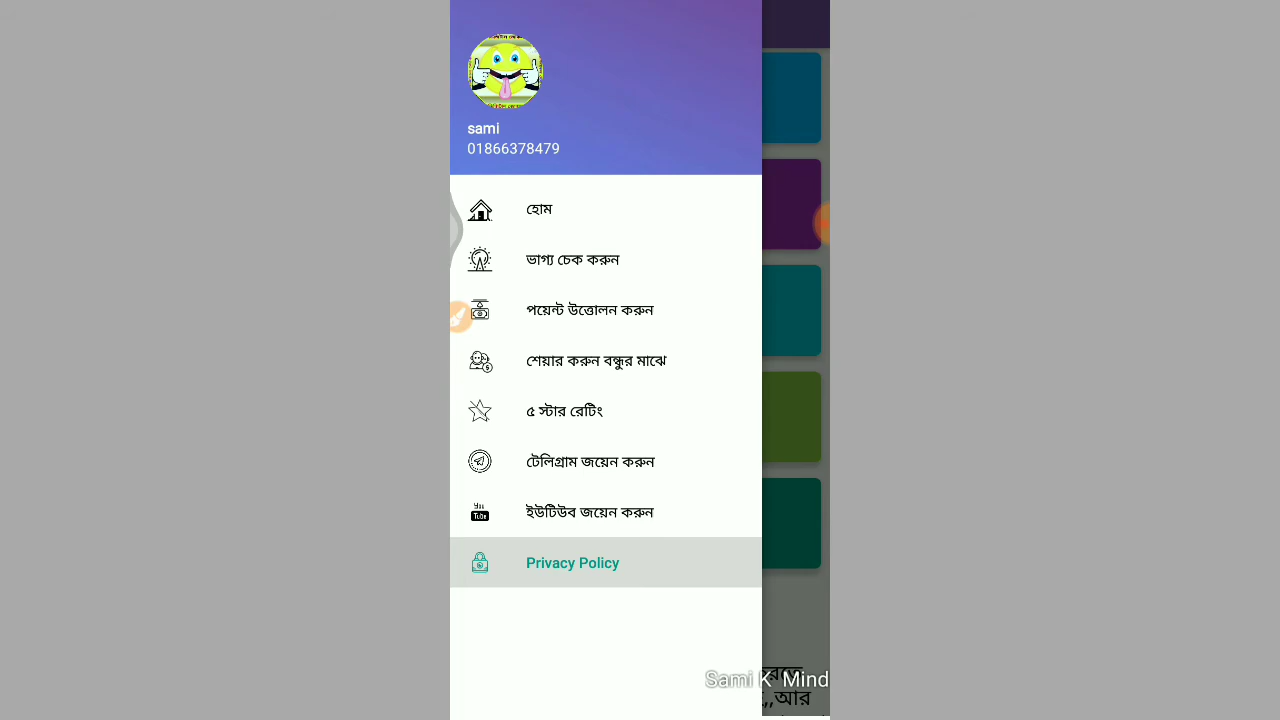 sami
01866378479
হোম
ভাগ্য চেক করুন
পয়েন্ট উত্তোলন করুন
শেয়ার করুন বন্ধুর মাঝে
৫ স্টার রেটিং
টেলিগ্রাম জয়েন করুন
ইউটিউব জয়েন করুন
Privacy Policy
Sami K Mind
,,আর